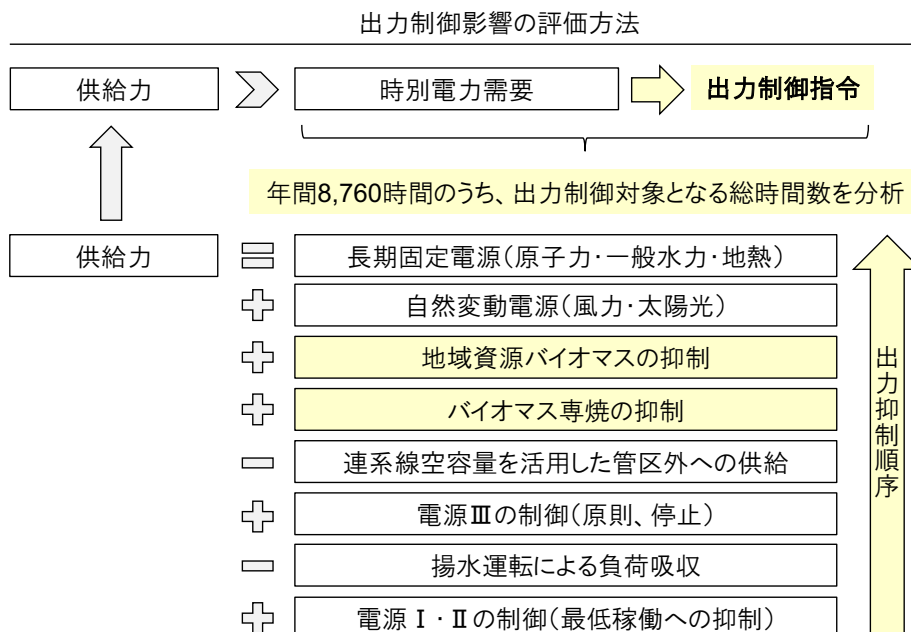 出力制御影響の評価方法
供給力
時別電力需要
出力制御指令
年間8,760時間のうち、出力制御対象となる総時間数を分析
供給力
長期固定電源(原子力・一般水力・地熱)
自然変動電源(風力・太陽光)
地域資源バイオマスの抑制
バイオマス専焼の抑制
連系線空容量を活用した管区外への供給
電源Ⅲの制御(原則、停止)
揚水運転による負荷吸収
電源Ⅰ・Ⅱの制御(最低稼働への抑制)
出力抑制順序